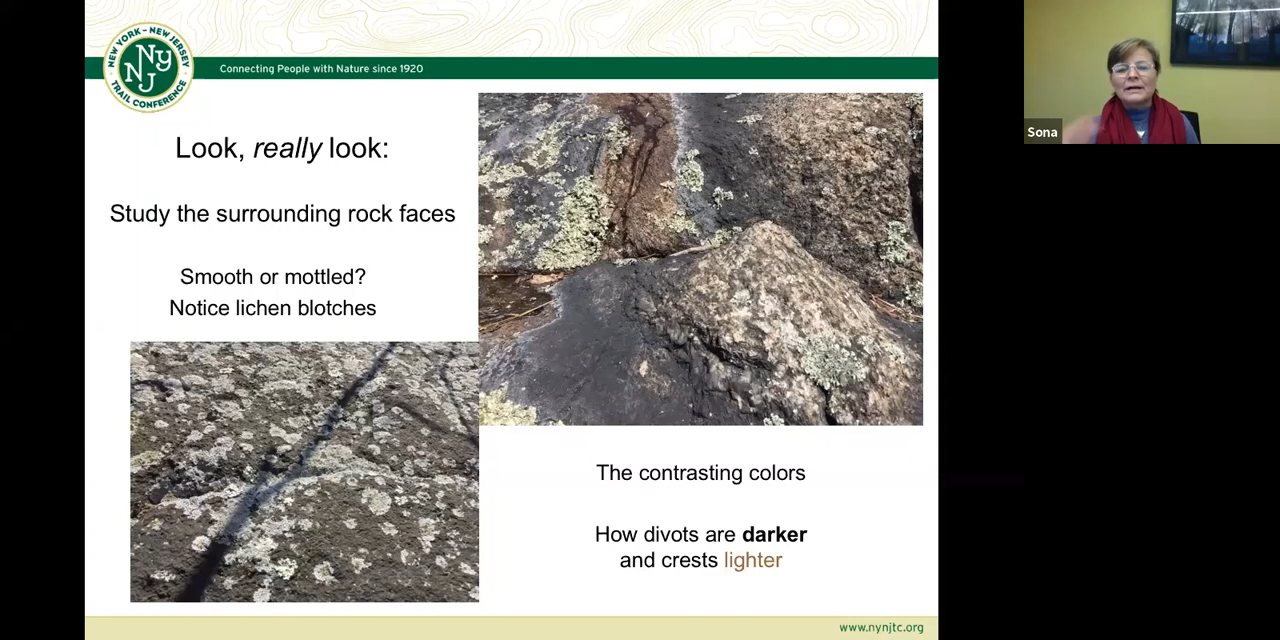 NEW YORK - NEW JERSEY
NY
NJ
TRAIL CONFERENCE
Connecting People with Nature since 1920
Look, really look:
Study the surrounding rock faces
Smooth or mottled?
Notice lichen blotches
The contrasting colors
How divots are darker
and crests lighter
www.nynjtc.org
Sona